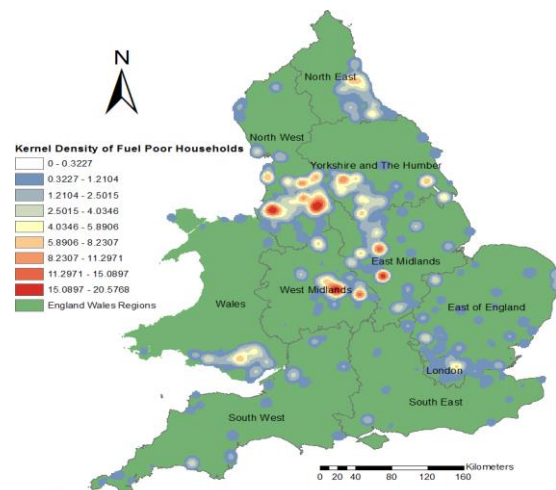 N
North East
North West
Kernel Density of Fuel Poor Households
0 - 0.3227
0.3227 - 1.2104
1.2104 - 2.5015
2.5015 - 4.0346
4.0346 - 5.8906
5.8906 - 8.2307
8.2307 - 11.2971
11.2971 - 15.0897
15.0897 - 20.5768
England Wales Regions
Yorkshire and The Humber
East Midlands
West Midlands
Wales
East of England
London
South East
South West
Kilometers
0 20 40 80 120 160